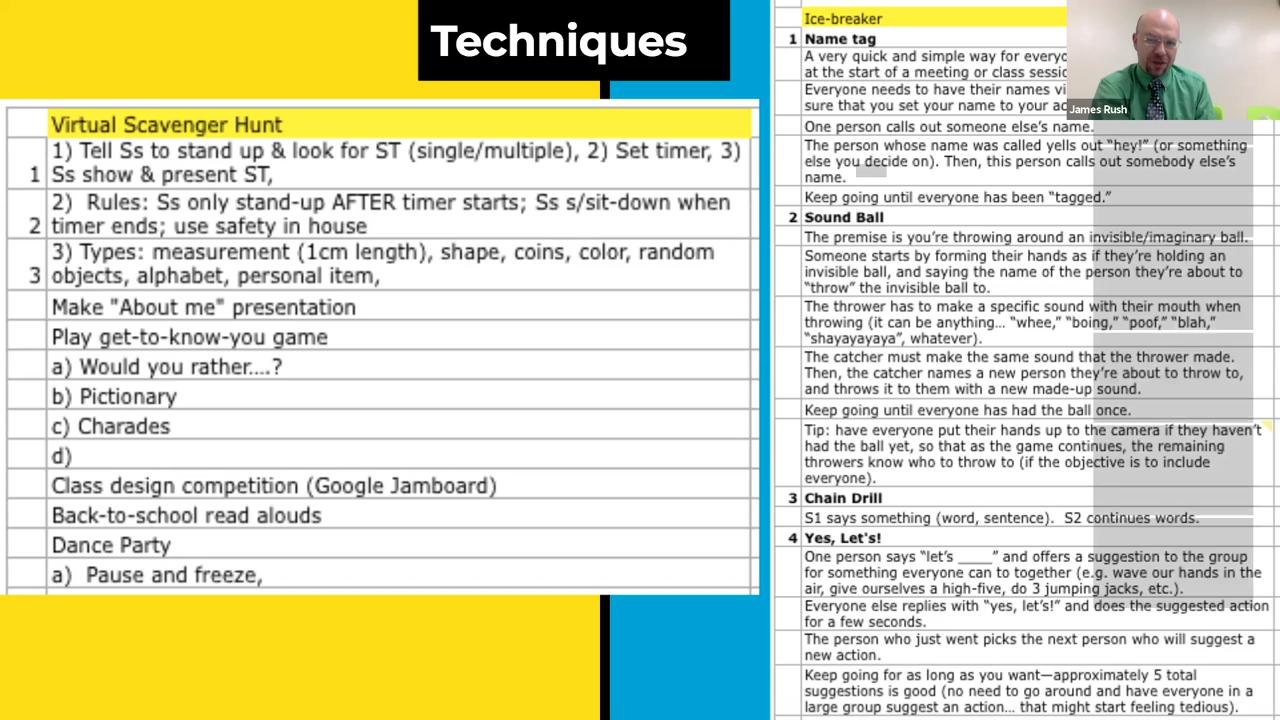 Techniques
Virtual Scavenger Hunt
1) Tell Ss to stand up & look for ST (single/multiple), 2) Set timer, 3)
1 Ss show & present ST,
2) Rules: Ss only stand-up AFTER timer starts; Ss s/sit-down when
2 timer ends; use safety in house
3) Types: measurement (1cm length), shape, coins, color, random
3 objects, alphabet, personal item,
Make "About me" presentation
Play get-to-know-you game
a) Would you rather....?
b) Pictionary
c) Charades
d)
Class design competition (Google Jamboard)
Back-to-school read alouds
Dance Party
a) Pause and freeze,
Ice-breaker
1 Name tag
A very quick and simple way for
at the start of a meeting or class
Everyone needs to have their names
sure that you set your name to your
James Rush
One person calls out someone else’s name.
The person whose name was called yells out “hey!” (or something
else you decide on). Then, this person calls out somebody else’s
name.
Keep going until everyone has been “tagged.”
2 Sound Ball
The premise is you’re throwing around an invisible/imaginary ball.
Someone starts by forming their hands as if they’re holding an
invisible ball, and saying the name of the person they’re about to
“throw” the invisible ball to.
The thrower has to make a specific sound with their mouth when
throwing (it can be anything… “whee,” “boing,” “poof,” “blah,”
“shayayayaya”, whatever).
The catcher must make the same sound that the thrower made.
Then, the catcher names a new person they’re about to throw to,
and throws it to them with a new made-up sound.
Keep going until everyone has had the ball once.
Tip: have everyone put their hands up to the camera if they haven’t
had the ball yet, so that as the game continues, the remaining
throwers know who to throw to (if the objective is to include
everyone).
3 Chain Drill
S1 says something (word, sentence). S2 continues words.
4 Yes, Let's!
One person says “let’s _____” and offers a suggestion to the group
for something everyone can to together (e.g. wave our hands in the
air, give ourselves a high-five, do 3 jumping jacks, etc.).
Everyone else replies with “yes, let’s!” and does the suggested action
for a few seconds.
The person who just went picks the next person who will suggest a
new action.
Keep going for as long as you want—approximately 5 total
suggestions is good (no need to go around and have everyone in a
large group suggest an action… that might start feeling tedious).